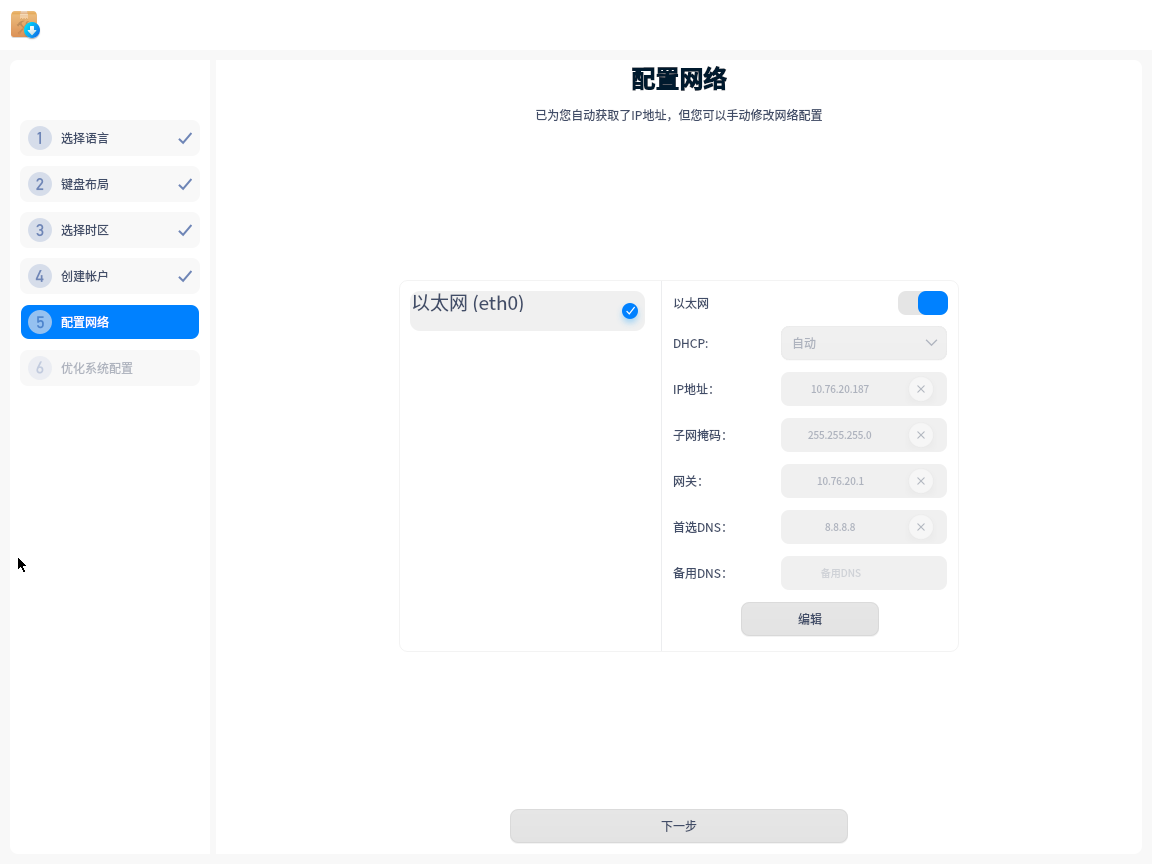 配置网络
已为您自动获取了IP地址，但您可以手动修改网络配置
1 选择语言
2 键盘布局
3 选择时区
4 创建帐户
5 配置网络
6 优化系统配置
以太网 (eth0)
以太网
DHCP: 自动
IP地址： 10.76.20.187
子网掩码： 255.255.255.0
网关： 10.76.20.1
首选DNS： 8.8.8.8
备用DNS： 备用DNS
编辑
下一步